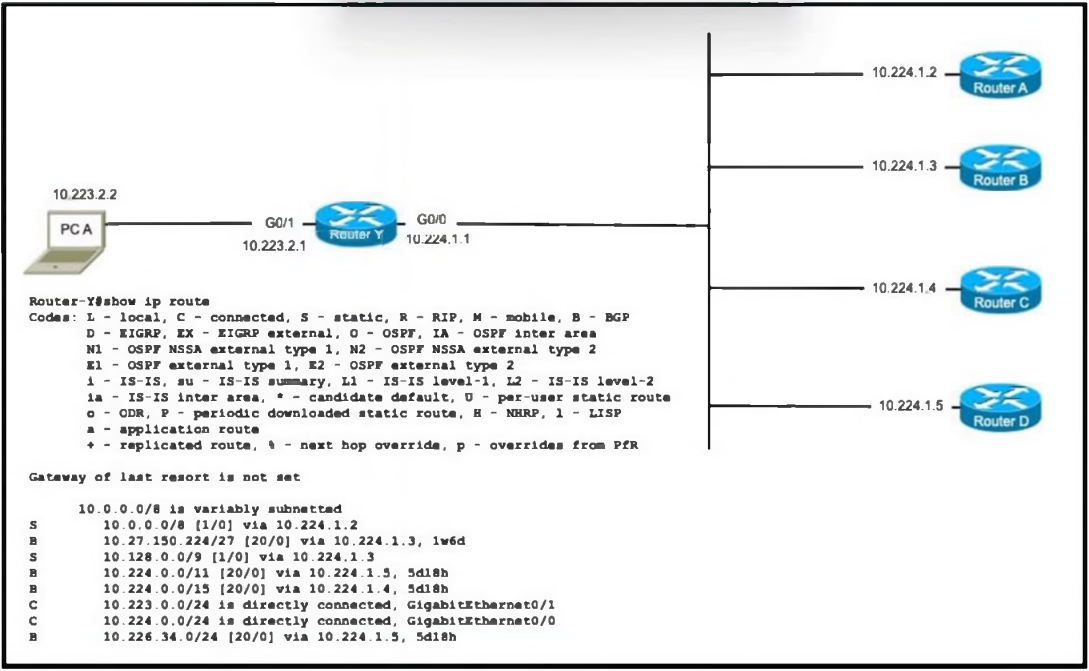 10.224.1.2
Router A
10.224.1.3
Router B
10.223.2.2
PC A
G0/1
10.223.2.1
Router Y
G0/0
10.224.1.1
10.224.1.4
Router C
10.224.1.5
Router D
Router-Y#show ip route
Codes: L - local, C - connected, S - static, R - RIP, M - mobile, B - BGP
D - EIGRP, EX - EIGRP external, O - OSPF, IA - OSPF inter area
N1 - OSPF NSSA external type 1, N2 - OSPF NSSA external type 2
E1 - OSPF external type 1, E2 - OSPF external type 2
i - IS-IS, su - IS-IS summary, L1 - IS-IS level-1, L2 - IS-IS level-2
ia - IS-IS inter area, * - candidate default, U - per-user static route
o - ODR, P - periodic downloaded static route, H - NHRP, l - LISP
a - application route
+ - replicated route, % - next hop override, p - overrides from PfR
Gateway of last resort is not set
10.0.0.0/8 is variably subnetted
S 10.0.0.0/8 [1/0] via 10.224.1.2
B 10.27.150.224/27 [20/0] via 10.224.1.3, 1w6d
S 10.128.0.0/9 [1/0] via 10.224.1.3
B 10.224.0.0/11 [20/0] via 10.224.1.5, 5d18h
B 10.224.0.0/15 [20/0] via 10.224.1.4, 5d18h
C 10.223.0.0/24 is directly connected, GigabitEthernet0/1
C 10.224.0.0/24 is directly connected, GigabitEthernet0/0
B 10.226.34.0/24 [20/0] via 10.224.1.5, 5d18h